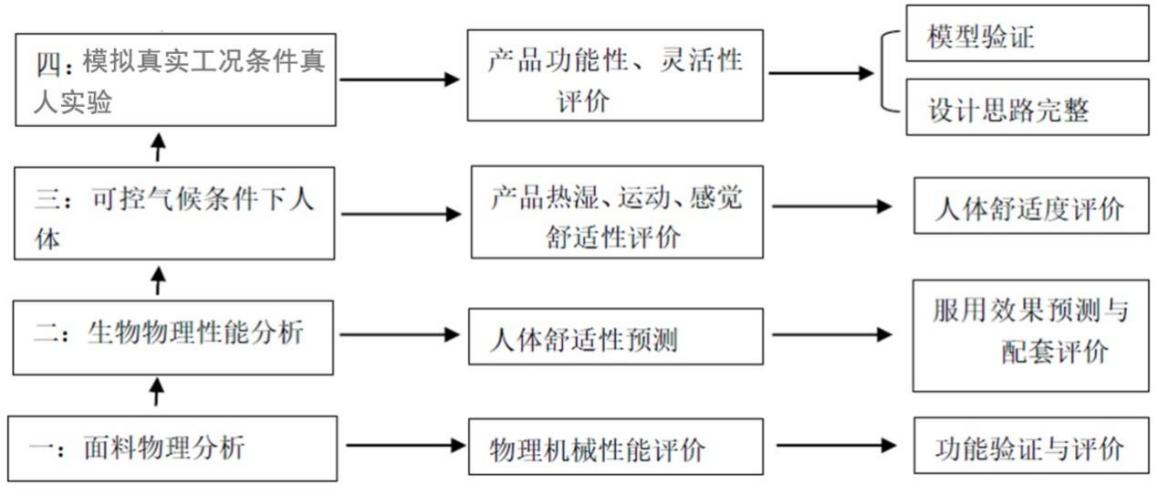 四：模拟真实工况条件真
人实验
产品功能性、灵活性
评价
模型验证
设计思路完整
三：可控气候条件下人
体
产品热湿、运动、感觉
舒适性评价
人体舒适度评价
二：生物物理性能分析
人体舒适性预测
服用效果预测与
配套评价
一：面料物理分析
物理机械性能评价
功能验证与评价